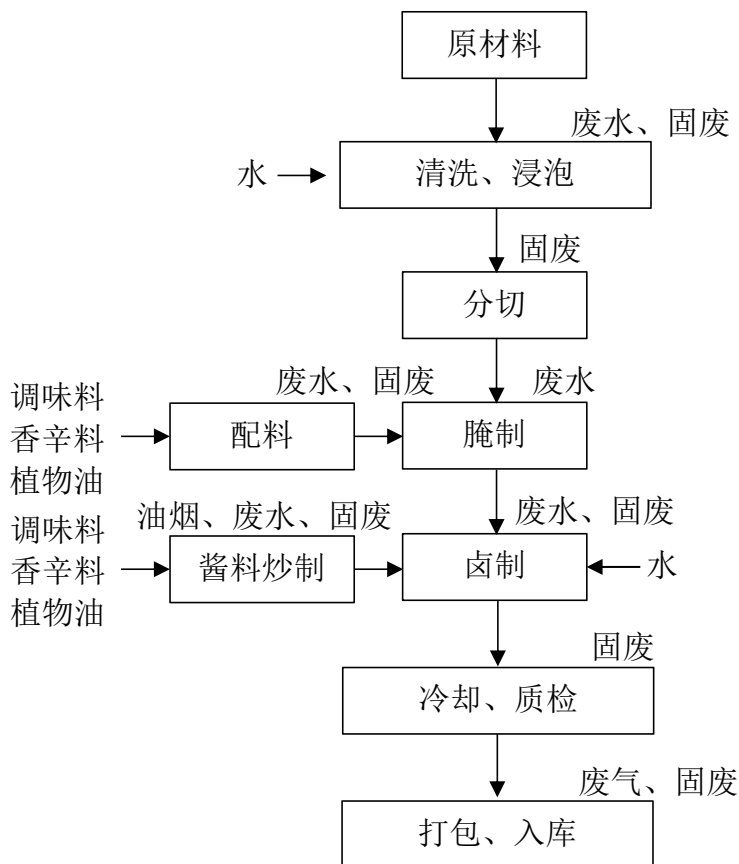 原材料
废水、固废
水
清洗、浸泡
固废
分切
废水、固废
废水
调味料
香辛料
植物油
配料
腌制
油烟、废水、固废
废水、固废
调味料
香辛料
植物油
酱料炒制
卤制
水
固废
冷却、质检
废气、固废
打包、入库